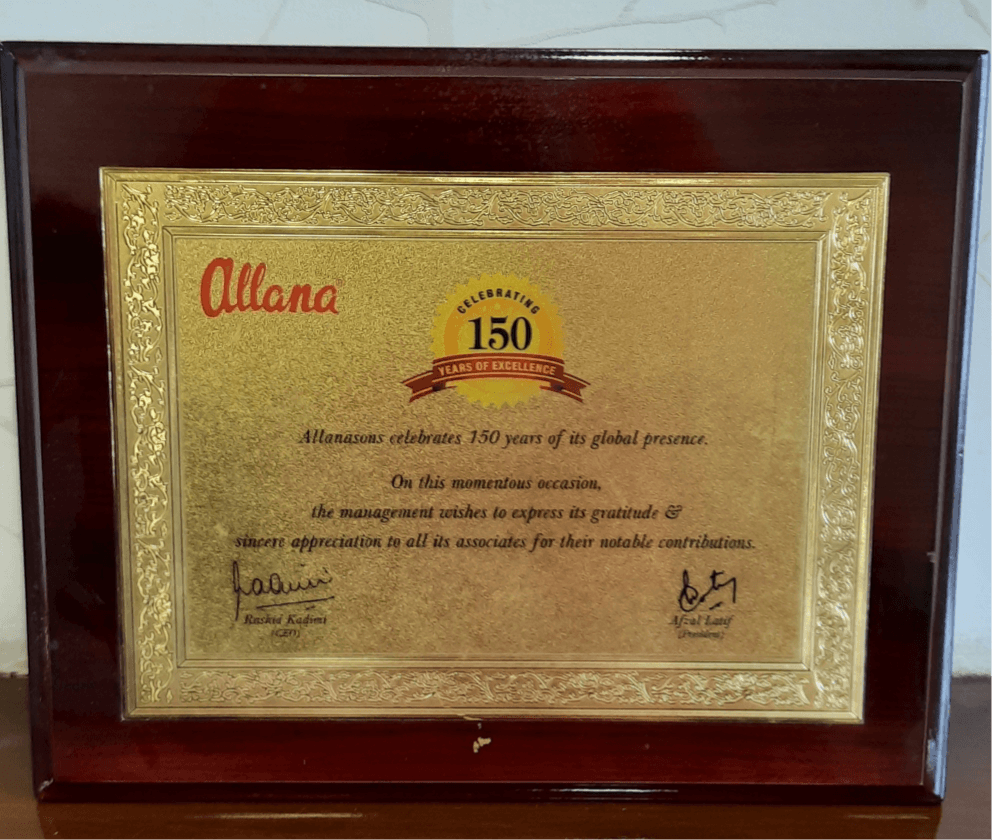 Allana
CELEBRATING
150
YEARS OF EXCELLENCE
Allanasons celebrates 150 years of its global presence.
On this momentous occasion,
the management wishes to express its gratitude &
sincere appreciation to all its associates for their notable contributions.
Rashid Kadimi
(CEO)
Afzal Latif
(President)